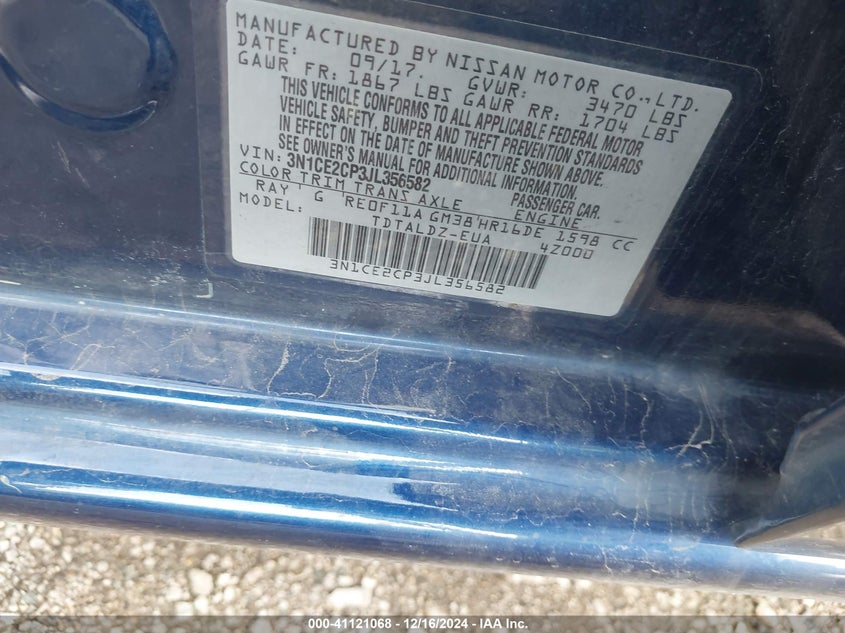 MANUFACTURED BY NISSAN MOTOR CO., LTD.
DATE: 09/17. GVWR: 3470 LBS
GAWR FR: 1867 LBS GAWR RR: 1704 LBS
THIS VEHICLE CONFORMS TO ALL APPLICABLE FEDERAL MOTOR
VEHICLE SAFETY, BUMPER AND THEFT PREVENTION STANDARDS
IN EFFECT ON THE DATE OF MANUFACTURE SHOWN ABOVE.
SEE OWNER'S MANUAL FOR ADDITIONAL INFORMATION.
VIN: 3N1CE2CP3JL356582 PASSENGER CAR.
COLOR TRIM TRANS AXLE ENGINE
RAY G RE0F11A GM38 HR16DE 1598 CC
MODEL: TDTALDZ-EUA 4Z000
3N1CE2CP3JL356582
000-41121068 - 12/16/2024 - IAA Inc.